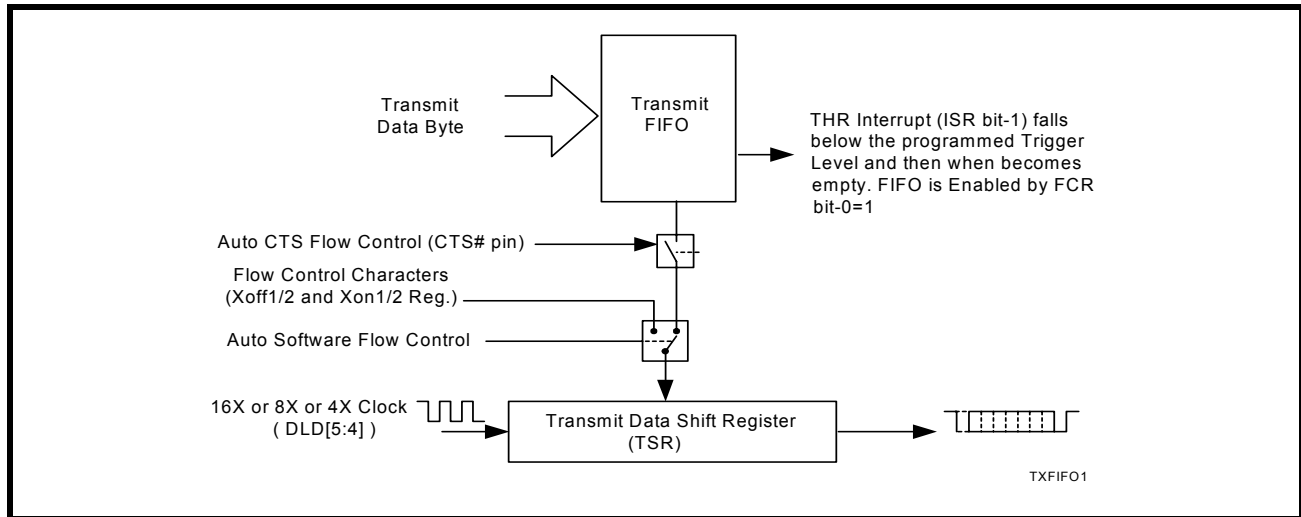 Transmit
Data Byte
Transmit
FIFO
THR Interrupt (ISR bit-1) falls
below the programmed Trigger
Level and then when becomes
empty. FIFO is Enabled by FCR
bit-0=1
Auto CTS Flow Control (CTS# pin)
Flow Control Characters
(Xoff1/2 and Xon1/2 Reg.)
Auto Software Flow Control
16X or 8X or 4X Clock
( DLD[5:4] )
Transmit Data Shift Register
(TSR)
TXFIFO1